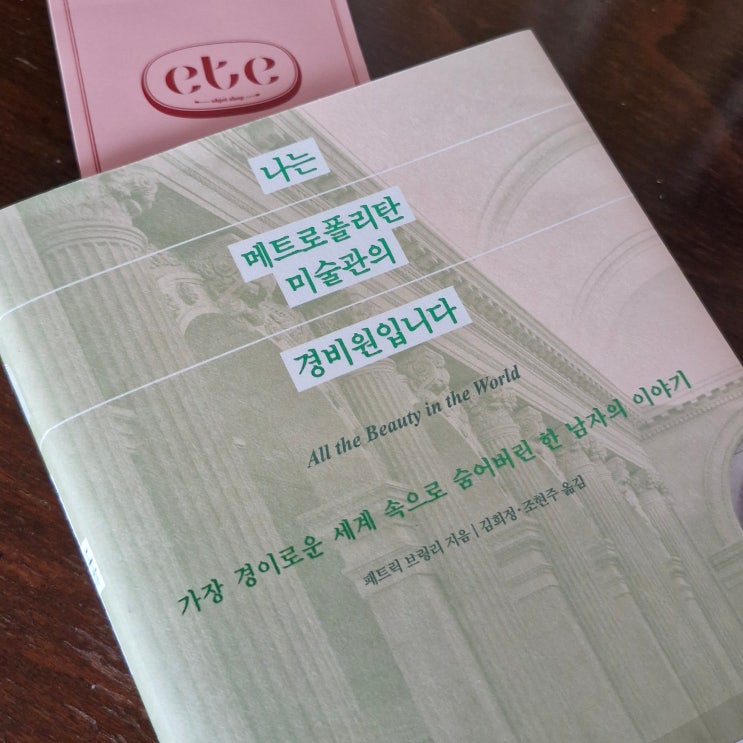 ete
objet shop
나는
메트로폴리탄
미술관의
경비원입니다
All the Beauty in the World
가장 경이로운 세계 속으로 숨어버린 한 남자의 이야기
패트릭 브링리 지음 | 김희정·조현주 옮김